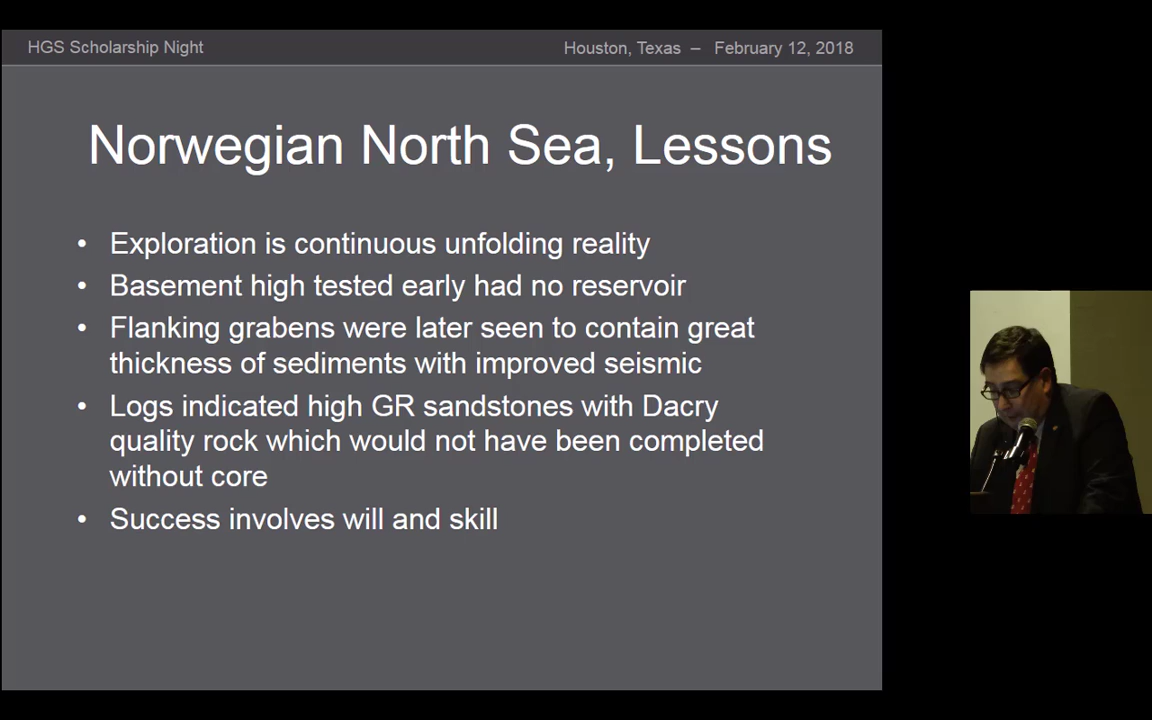 HGS Scholarship Night
Houston, Texas – February 12, 2018
Norwegian North Sea, Lessons
• Exploration is continuous unfolding reality
• Basement high tested early had no reservoir
• Flanking grabens were later seen to contain great
thickness of sediments with improved seismic
• Logs indicated high GR sandstones with Dacry
quality rock which would not have been completed
without core
• Success involves will and skill